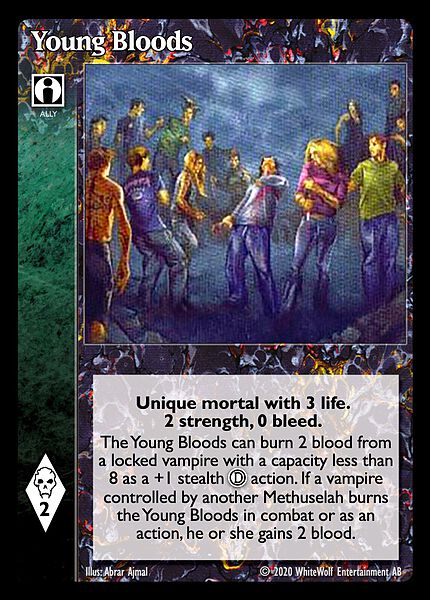 Young Bloods
ALLY
Unique mortal with 3 life.
2 strength, 0 bleed.
The Young Bloods can burn 2 blood from
a locked vampire with a capacity less than
8 as a +1 stealth Ⓓ action. If a vampire
controlled by another Methuselah burns
the Young Bloods in combat or as an
action, he or she gains 2 blood.
2
Illus: Abrar Ajmal
© 2020 WhiteWolf Entertainment AB